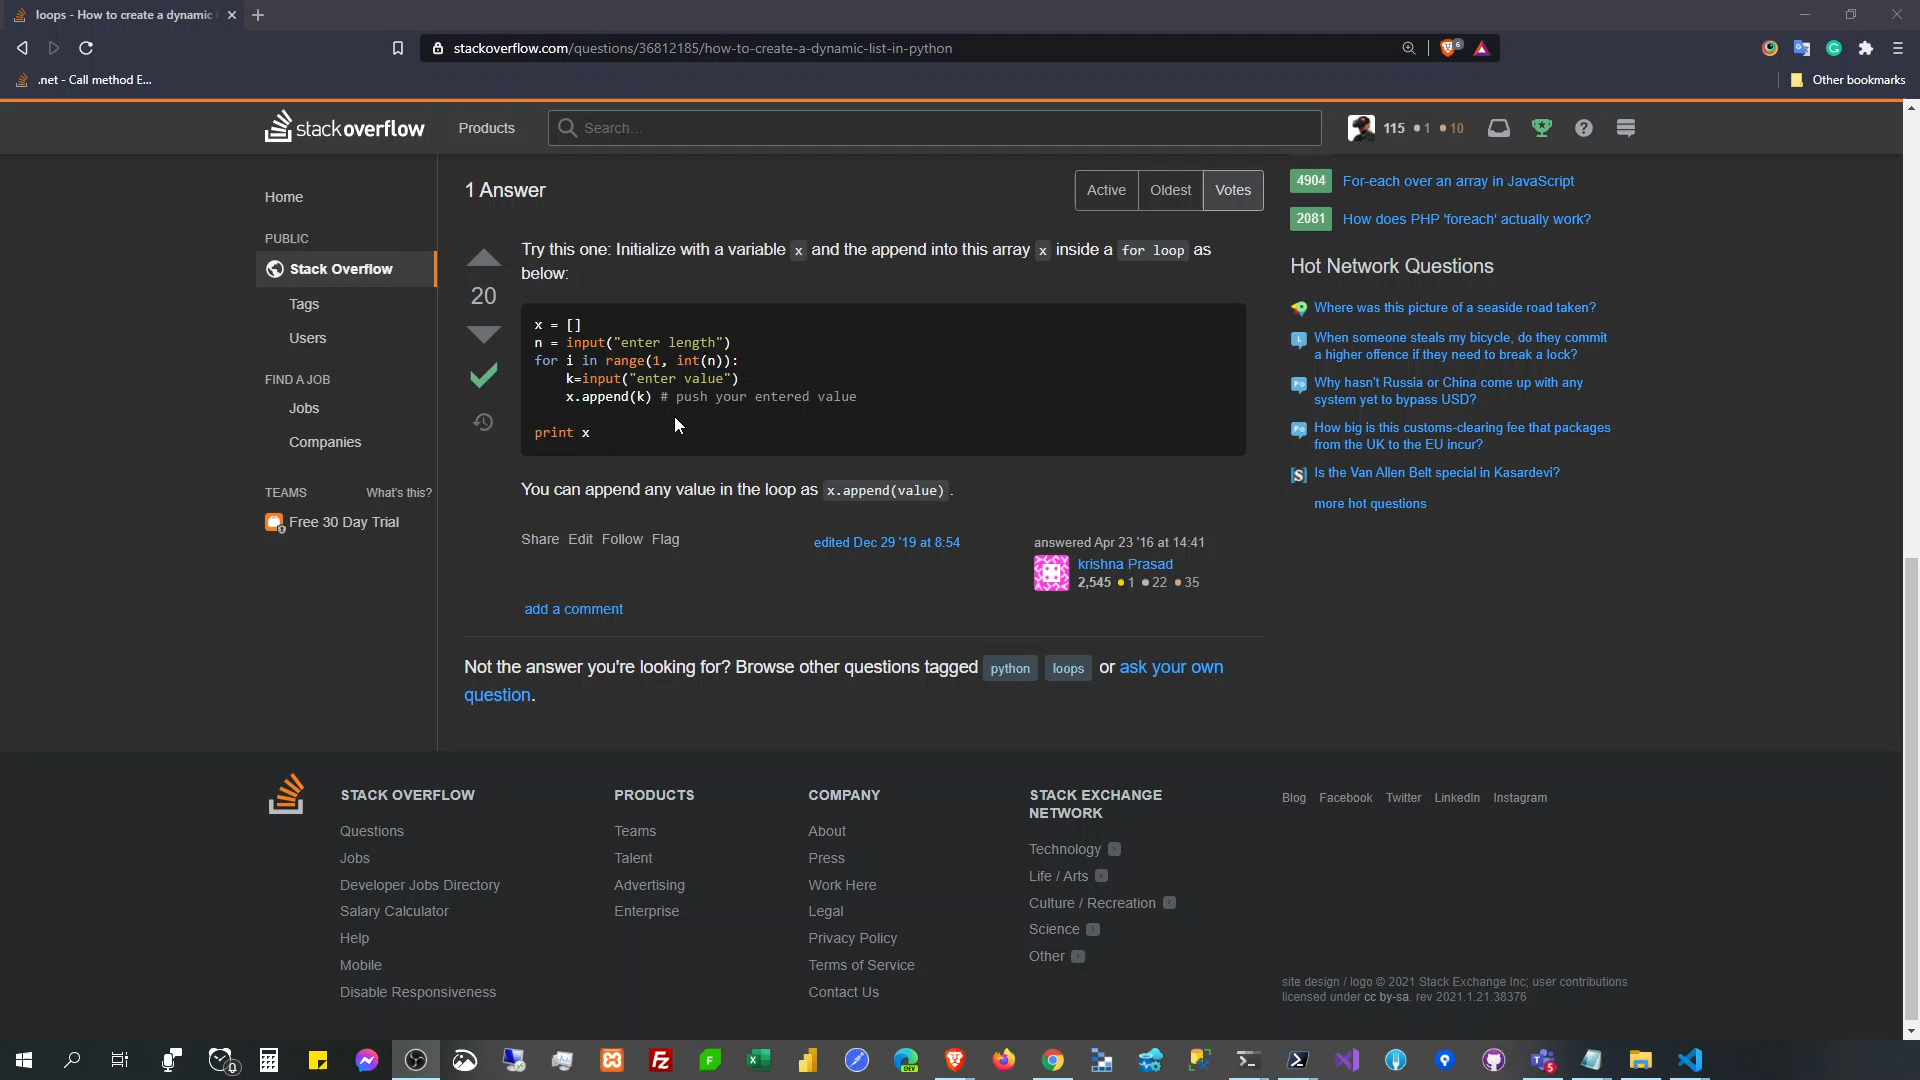 loops - How to create a dynamic
stackoverflow.com/questions/36812185/how-to-create-a-dynamic-list-in-python
6
.net - Call method E...
Other bookmarks
stackoverflow
Products
Search...
115 1 10
Home
PUBLIC
Stack Overflow
Tags
Users
FIND A JOB
Jobs
Companies
TEAMS What's this?
Free 30 Day Trial
1 Answer
Active Oldest Votes
20
Try this one: Initialize with a variable x and the append into this array x inside a for loop as
below:
x = []
n = input("enter length")
for i in range(1, int(n)):
    k=input("enter value")
    x.append(k) # push your entered value
print x
You can append any value in the loop as x.append(value).
Share Edit Follow Flag
edited Dec 29 '19 at 8:54
answered Apr 23 '16 at 14:41
krishna Prasad
2,545 1 22 35
add a comment
Not the answer you're looking for? Browse other questions tagged python loops or ask your own
question.
4904 For-each over an array in JavaScript
2081 How does PHP 'foreach' actually work?
Hot Network Questions
Where was this picture of a seaside road taken?
When someone steals my bicycle, do they commit
a higher offence if they need to break a lock?
Why hasn't Russia or China come up with any
system yet to bypass USD?
How big is this customs-clearing fee that packages
from the UK to the EU incur?
Is the Van Allen Belt special in Kasardevi?
more hot questions
STACK OVERFLOW
Questions
Jobs
Developer Jobs Directory
Salary Calculator
Help
Mobile
Disable Responsiveness
PRODUCTS
Teams
Talent
Advertising
Enterprise
COMPANY
About
Press
Work Here
Legal
Privacy Policy
Terms of Service
Contact Us
STACK EXCHANGE
NETWORK
Technology
Life / Arts
Culture / Recreation
Science
Other
Blog Facebook Twitter LinkedIn Instagram
site design / logo © 2021 Stack Exchange Inc; user contributions
licensed under cc by-sa. rev 2021.1.21.38376